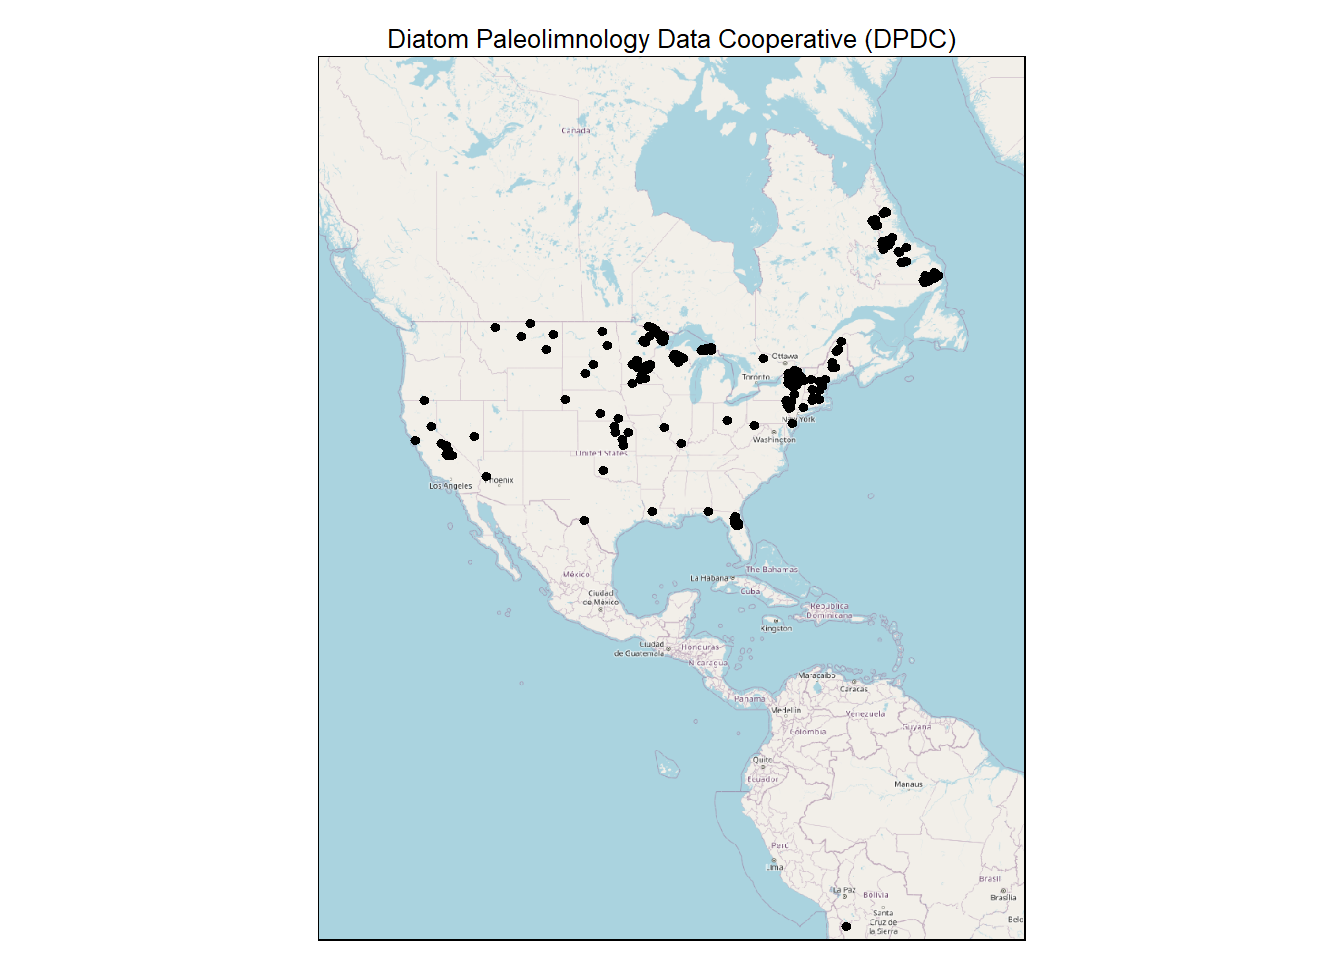 Diatom Paleolimnology Data Cooperative (DPDC)
Canada
Ottawa
Toronto
New York
Washington
United States
Los Angeles
Phoenix
The Bahamas
La Habana
Cuba
México
Ciudad
de México
República
Dominicana
Kingston
Ciudad
de Guatemala
Honduras
Nicaragua
Maracaibo
Caracas
Panama
Medellín
Venezuela
Guyana
Colombia
Quito
Ecuador
Manaus
Perú
Lima
La Paz
Bolivia
Brasil
Brasília
Santa
Cruz de
la Sierra
Belo